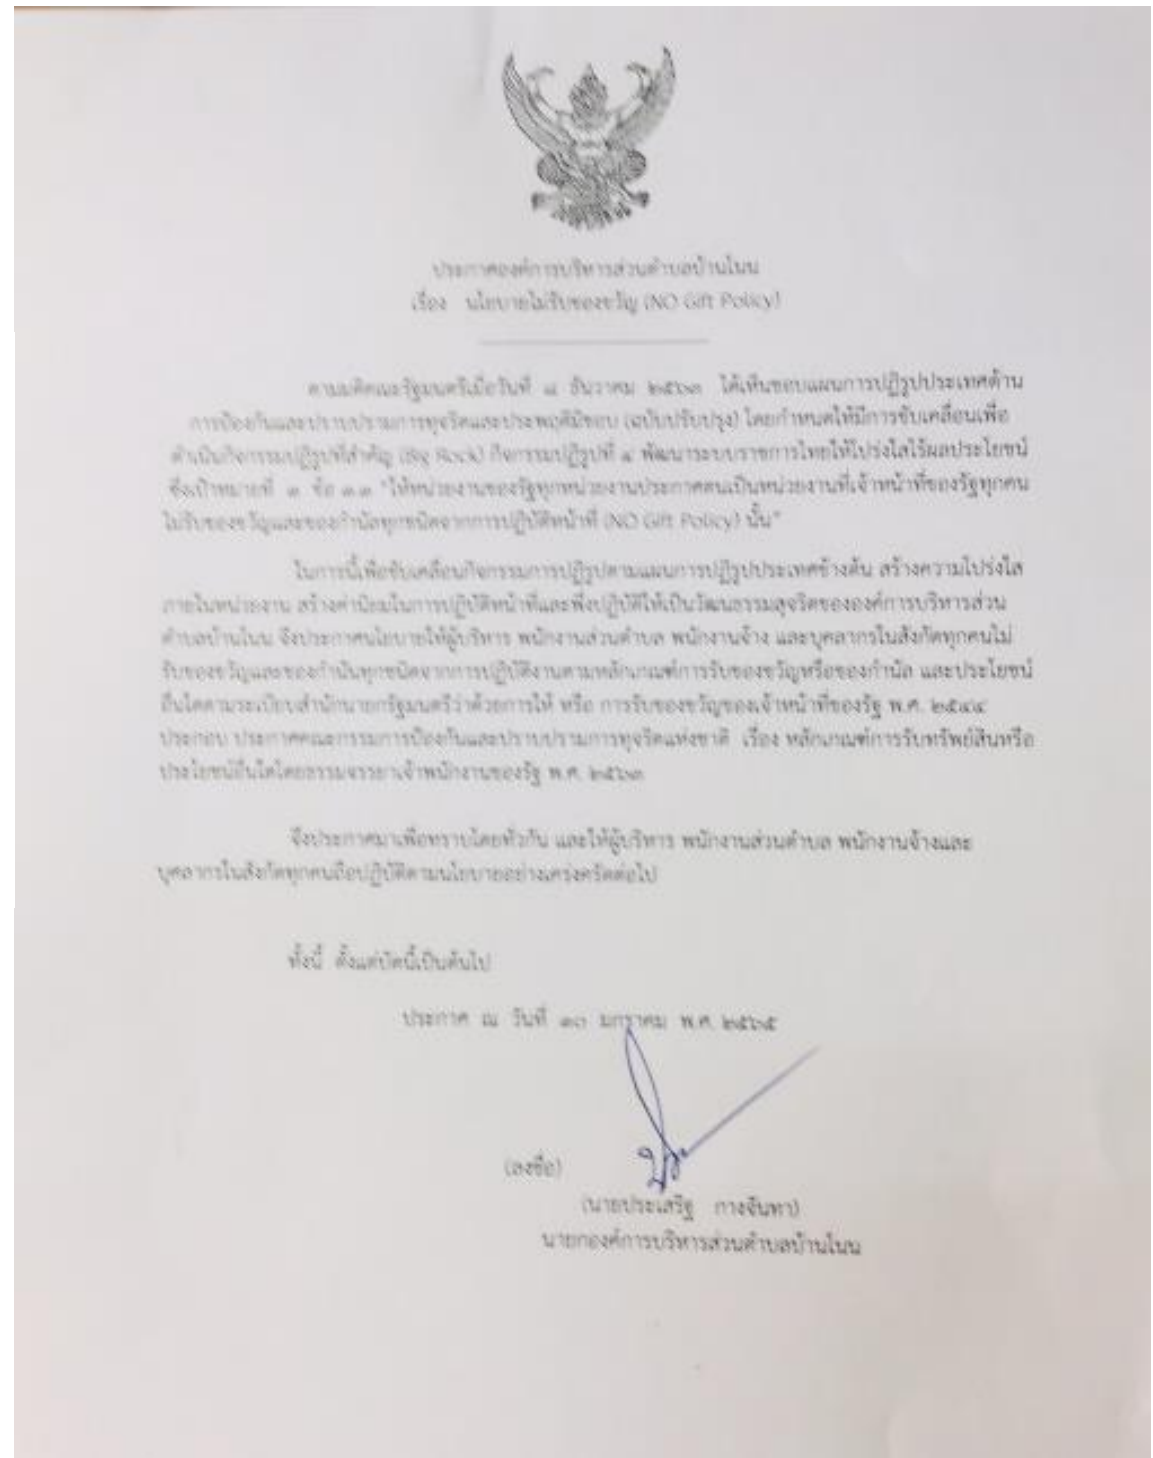 ประกาศองค์การบริหารส่วนตำบลบ้านโนน
เรื่อง นโยบายไม่รับของขวัญ (NO Gift Policy)
ตามมติคณะรัฐมนตรีเมื่อวันที่ ๘ ธันวาคม ๒๕๖๓ ได้เห็นชอบแผนการปฏิรูปประเทศด้าน
การป้องกันและปราบปรามการทุจริตและประพฤติมิชอบ (ฉบับปรับปรุง) โดยกำหนดให้มีการขับเคลื่อนเพื่อ
ดำเนินกิจกรรมปฏิรูปที่สำคัญ (Big Rock) กิจกรรมปฏิรูปที่ ๔ พัฒนาระบบราชการไทยให้โปร่งใสไร้ผลประโยชน์
ซึ่งเป้าหมายที่ ๑ ข้อ ๑.๑ "ให้หน่วยงานของรัฐทุกหน่วยงานประกาศตนเป็นหน่วยงานที่เจ้าหน้าที่ของรัฐทุกคน
ไม่รับของขวัญและของกำนัลทุกชนิดจากการปฏิบัติหน้าที่ (NO Gift Policy) นั้น"
ในการนี้เพื่อขับเคลื่อนกิจกรรมการปฏิรูปตามแผนการปฏิรูปประเทศข้างต้น สร้างความโปร่งใส
ภายในหน่วยงาน สร้างค่านิยมในการปฏิบัติหน้าที่และพึงปฏิบัติให้เป็นวัฒนธรรมสุจริตขององค์การบริหารส่วน
ตำบลบ้านโนน จึงประกาศนโยบายให้ผู้บริหาร พนักงานส่วนตำบล พนักงานจ้าง และบุคลากรในสังกัดทุกคนไม่
รับของขวัญและของกำนันทุกชนิดจากการปฏิบัติงานตามหลักเกณฑ์การรับของขวัญหรือของกำนัล และประโยชน์
อื่นใดตามระเบียบสำนักนายกรัฐมนตรีว่าด้วยการให้ หรือ การรับของขวัญของเจ้าหน้าที่ของรัฐ พ.ศ. ๒๕๔๔
ประกอบ ประกาศคณะกรรมการป้องกันและปราบปรามการทุจริตแห่งชาติ เรื่อง หลักเกณฑ์การรับทรัพย์สินหรือ
ประโยชน์อื่นใดโดยธรรมจรรยาเจ้าพนักงานของรัฐ พ.ศ. ๒๕๖๓
จึงประกาศมาเพื่อทราบโดยทั่วกัน และให้ผู้บริหาร พนักงานส่วนตำบล พนักงานจ้างและ
บุคลากรในสังกัดทุกคนถือปฏิบัติตามนโยบายอย่างเคร่งครัดต่อไป
ทั้งนี้ ตั้งแต่บัดนี้เป็นต้นไป
ประกาศ ณ วันที่ ๑๐ มกราคม พ.ศ. ๒๕๖๕
(ลงชื่อ)
(นายประเสริฐ กางจันทา)
นายกองค์การบริหารส่วนตำบลบ้านโนน